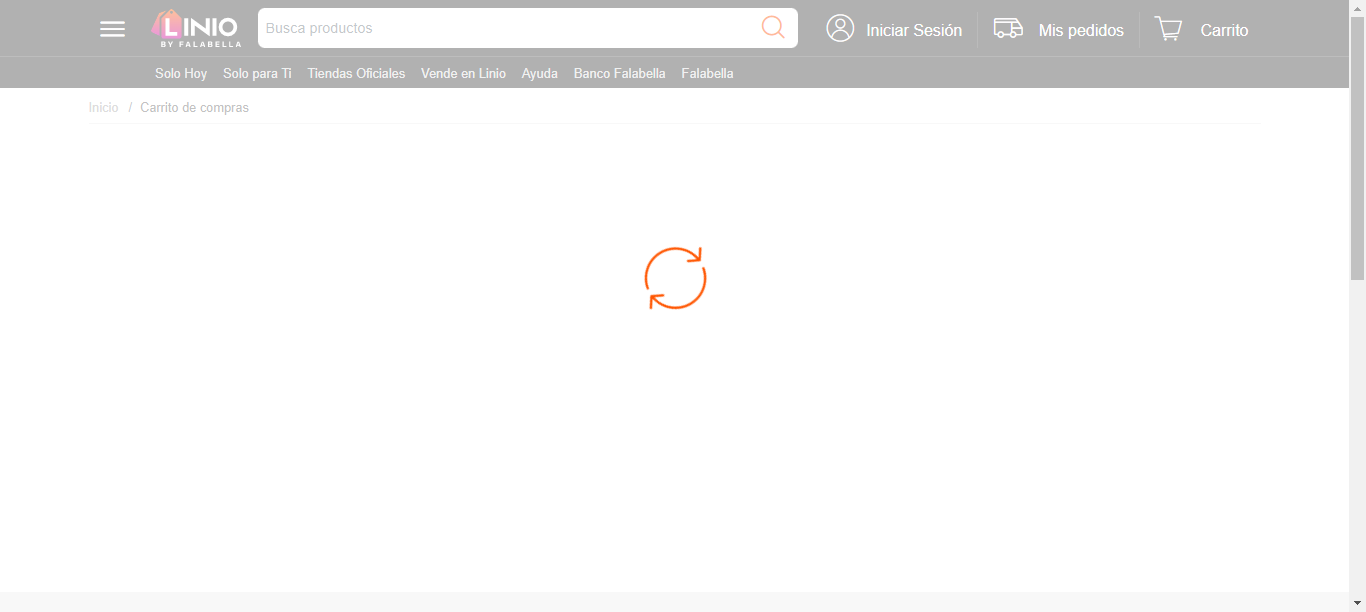 LINIO
BY FALABELLA
Busca productos
Iniciar Sesión
Mis pedidos
Carrito
Solo Hoy
Solo para Ti
Tiendas Oficiales
Vende en Linio
Ayuda
Banco Falabella
Falabella
Inicio / Carrito de compras